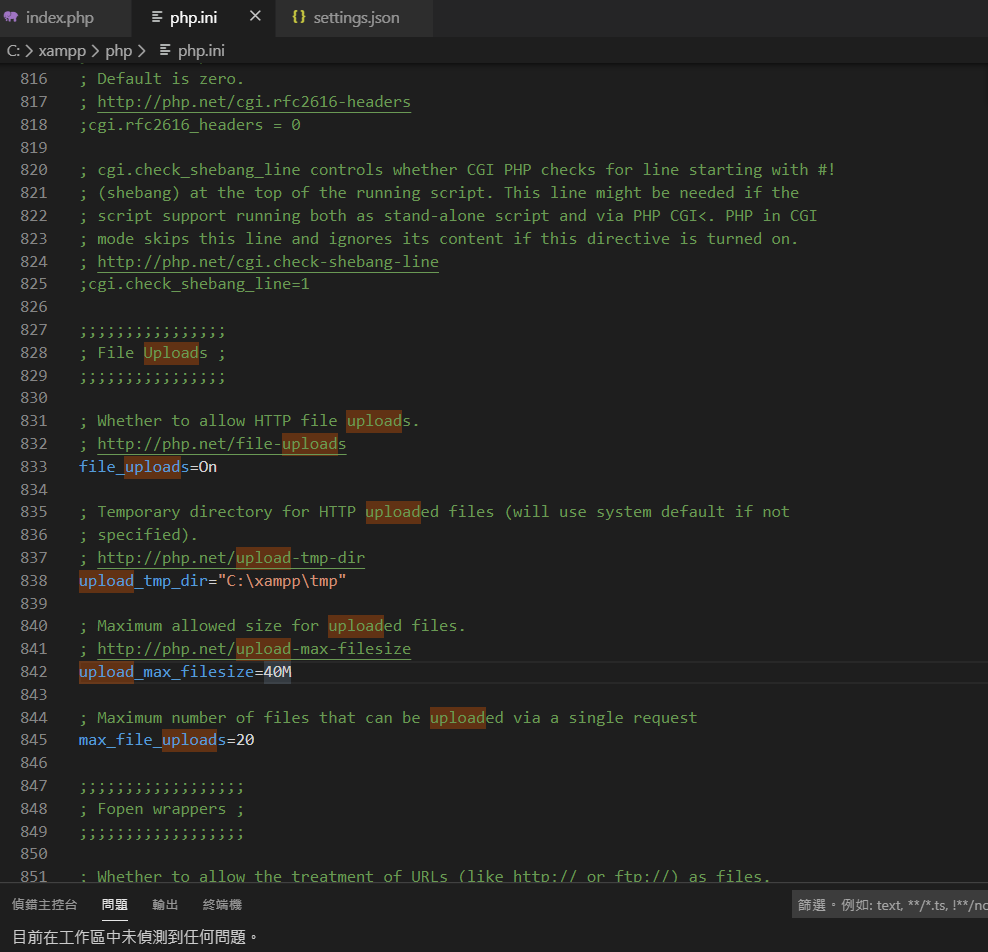 index.php php.ini settings.json
C: > xampp > php > php.ini
816 ; Default is zero.
817 ; http://php.net/cgi.rfc2616-headers
818 ;cgi.rfc2616_headers = 0
819
820 ; cgi.check_shebang_line controls whether CGI PHP checks for line starting with #!
821 ; (shebang) at the top of the running script. This line might be needed if the
822 ; script support running both as stand-alone script and via PHP CGI<. PHP in CGI
823 ; mode skips this line and ignores its content if this directive is turned on.
824 ; http://php.net/cgi.check-shebang-line
825 ;cgi.check_shebang_line=1
826
827 ;;;;;;;;;;;;;;;;
828 ; File Uploads ;
829 ;;;;;;;;;;;;;;;;
830
831 ; Whether to allow HTTP file uploads.
832 ; http://php.net/file-uploads
833 file_uploads=On
834
835 ; Temporary directory for HTTP uploaded files (will use system default if not
836 ; specified).
837 ; http://php.net/upload-tmp-dir
838 upload_tmp_dir="C:\xampp\tmp"
839
840 ; Maximum allowed size for uploaded files.
841 ; http://php.net/upload-max-filesize
842 upload_max_filesize=40M
843
844 ; Maximum number of files that can be uploaded via a single request
845 max_file_uploads=20
846
847 ;;;;;;;;;;;;;;;;;;
848 ; Fopen wrappers ;
849 ;;;;;;;;;;;;;;;;;;
850
851 ; Whether to allow the treatment of URLs (like http:// or ftp://) as files.
偵錯主控台 問題 輸出 終端機 篩選。例如: text, **/*.ts, !**/no
目前在工作區中未偵測到任何問題。